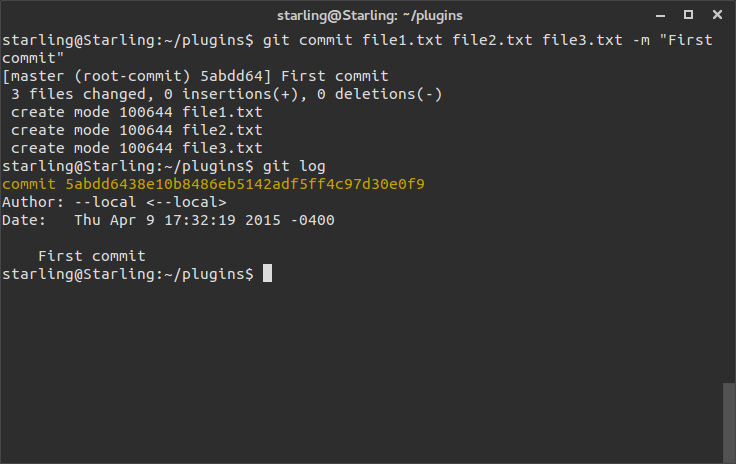 starling@Starling: ~/plugins
starling@Starling:~/plugins$ git commit file1.txt file2.txt file3.txt -m "First
commit"
[master (root-commit) 5abdd64] First commit
 3 files changed, 0 insertions(+), 0 deletions(-)
 create mode 100644 file1.txt
 create mode 100644 file2.txt
 create mode 100644 file3.txt
starling@Starling:~/plugins$ git log
commit 5abdd6438e10b8486eb5142adf5ff4c97d30e0f9
Author: --local <--local>
Date:   Thu Apr 9 17:32:19 2015 -0400

    First commit
starling@Starling:~/plugins$